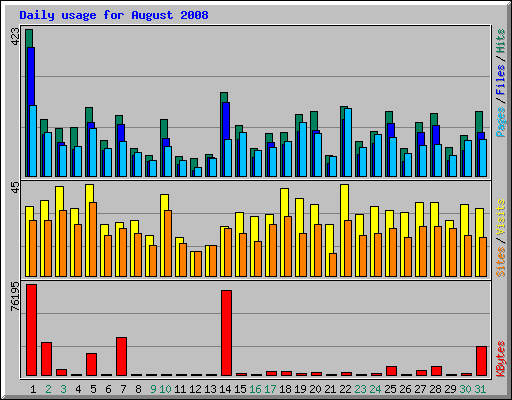 Daily usage for August 2008
423
Pages / Files / Hits
45
Sites / Visits
76195
KBytes
1 2 3 4 5 6 7 8 9 10 11 12 13 14 15 16 17 18 19 20 21 22 23 24 25 26 27 28 29 30 31